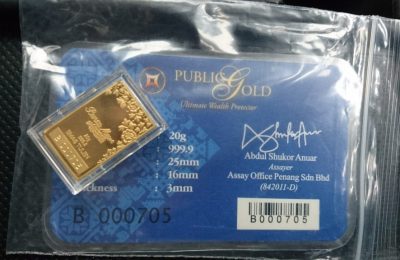 PUBLIC GOLD
Ultimate Wealth Protector
20g
999.9
25mm
16mm
3mm
Abdul Shukor Anuar
Assayer
Assay Office Penang Sdn Bhd
(842011-D)
B 000705
B000705